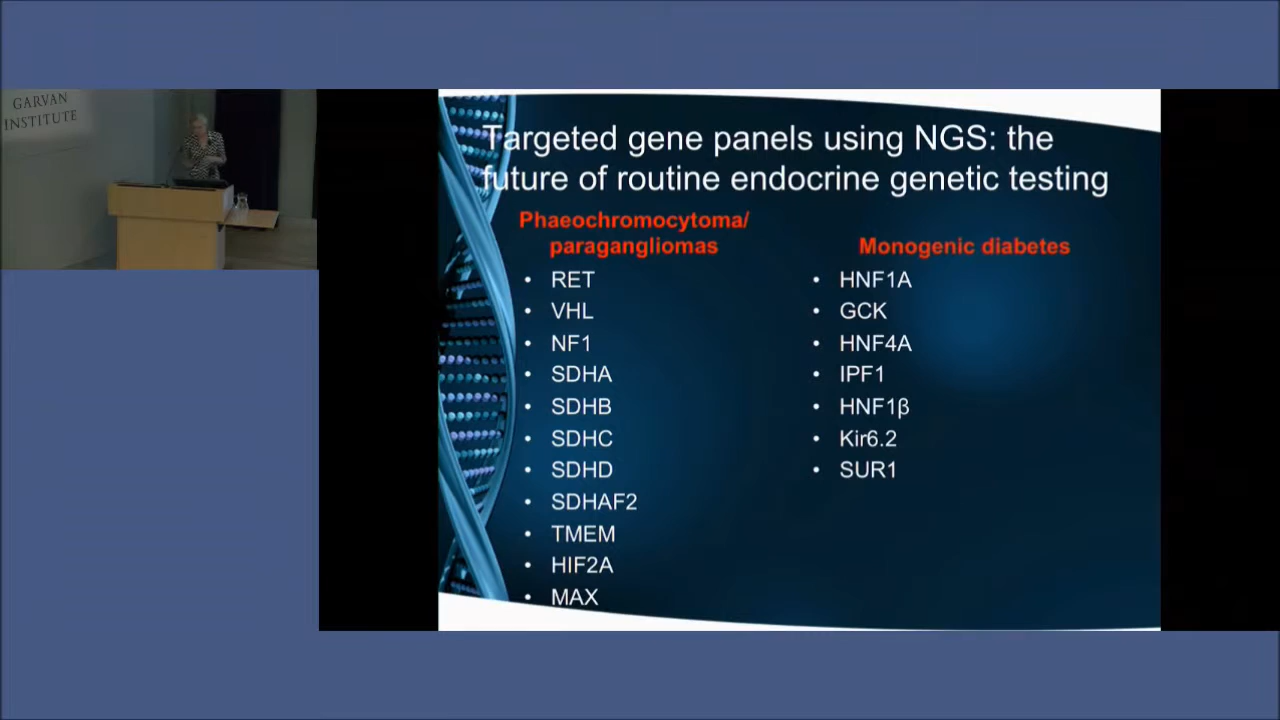 GARVAN
INSTITUTE
Targeted gene panels using NGS: the
future of routine endocrine genetic testing
Phaeochromocytoma/
paragangliomas
• RET
• VHL
• NF1
• SDHA
• SDHB
• SDHC
• SDHD
• SDHAF2
• TMEM
• HIF2A
• MAX
Monogenic diabetes
• HNF1A
• GCK
• HNF4A
• IPF1
• HNF1β
• Kir6.2
• SUR1